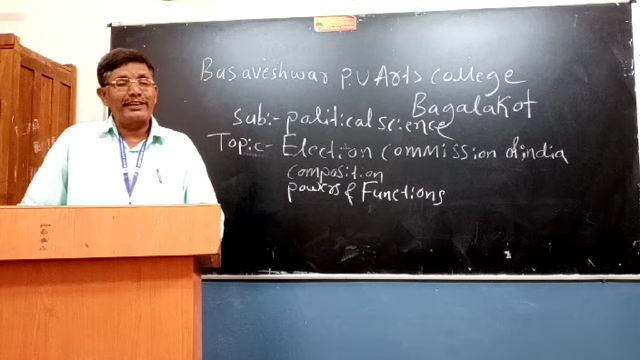 Basaveshwar P.U Arts college
Bagalakot
Sub:- political science
Topic:- Election Commission of india
composition
powers & Functions